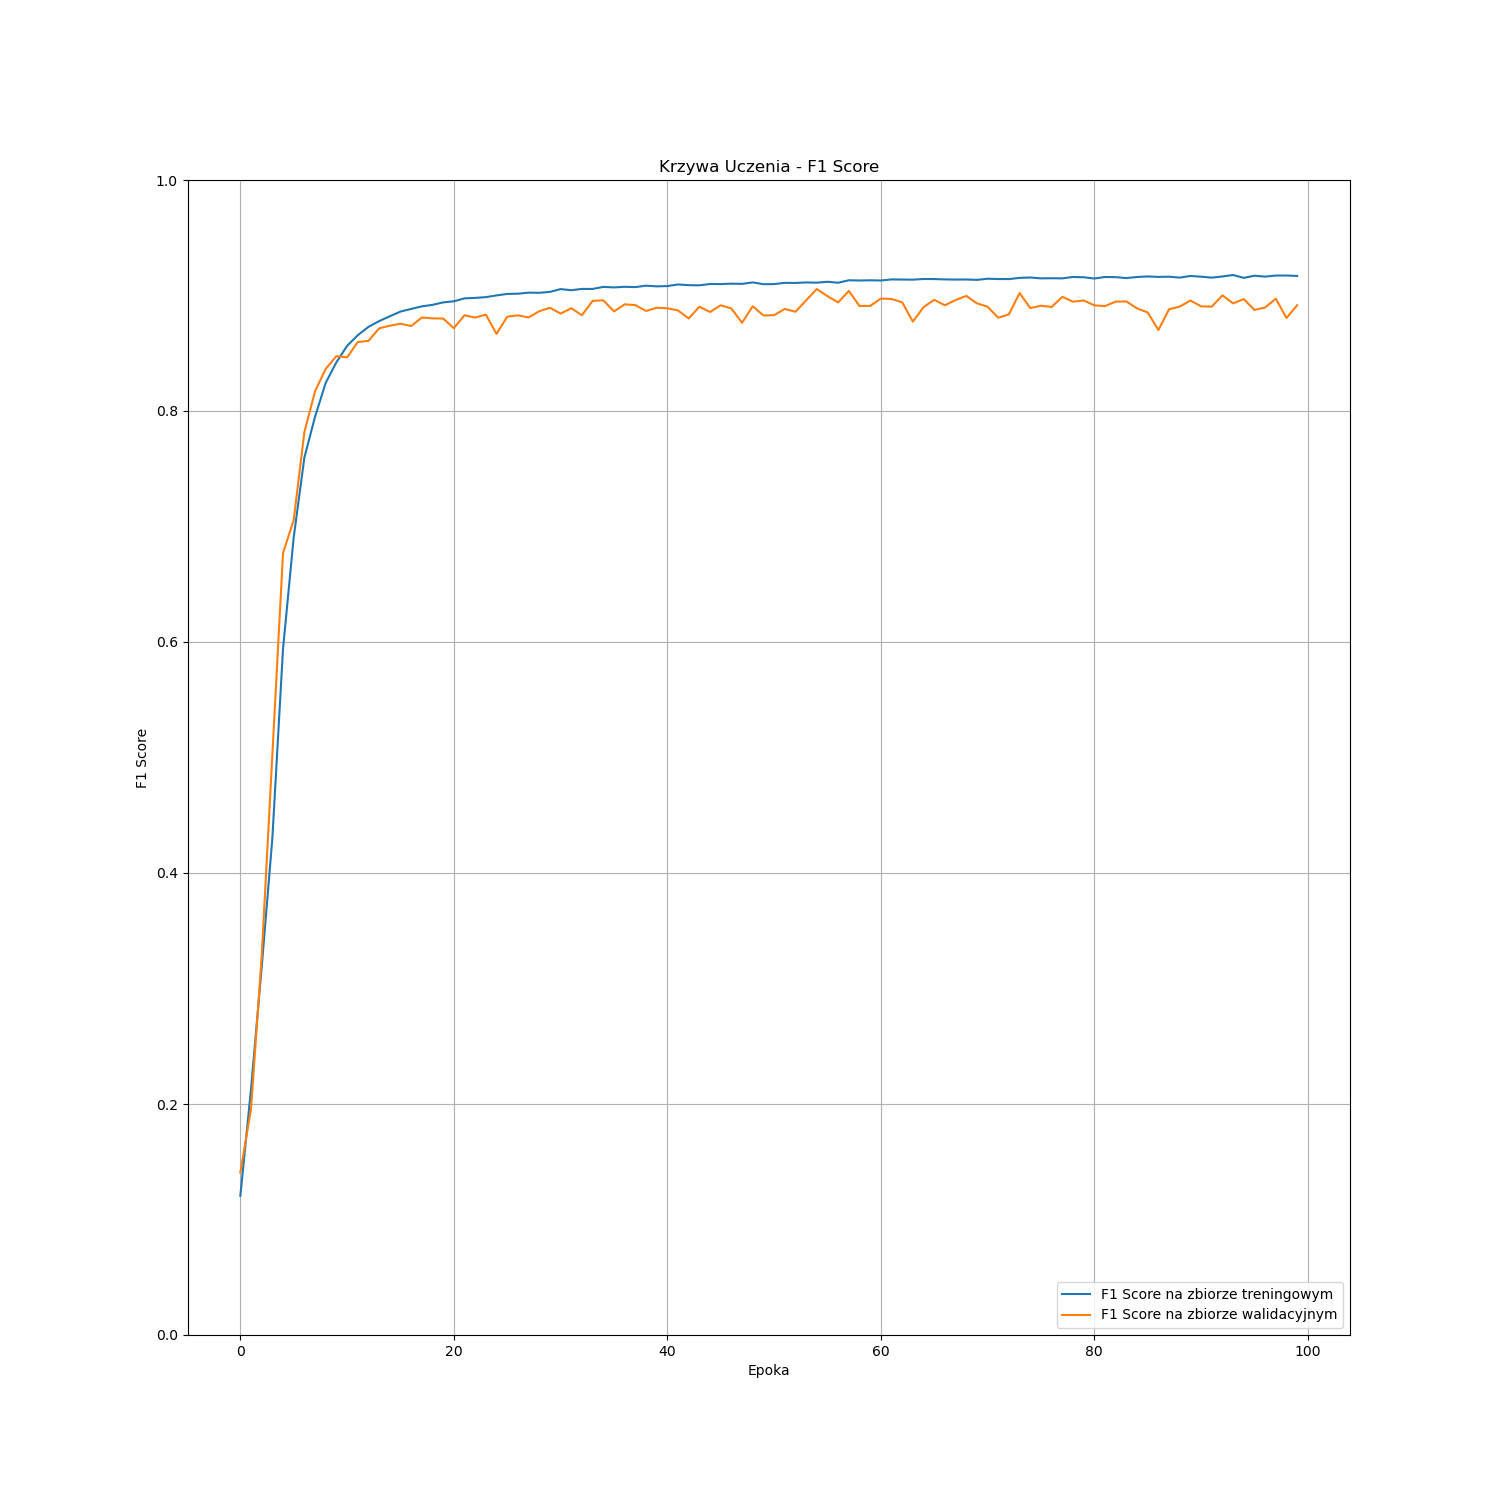 Krzywa Uczenia - F1 Score
1.0
0.8
0.6
0.4
0.2
0.0
F1 Score
0 20 40 60 80 100
Epoka
F1 Score na zbiorze treningowym
F1 Score na zbiorze walidacyjnym